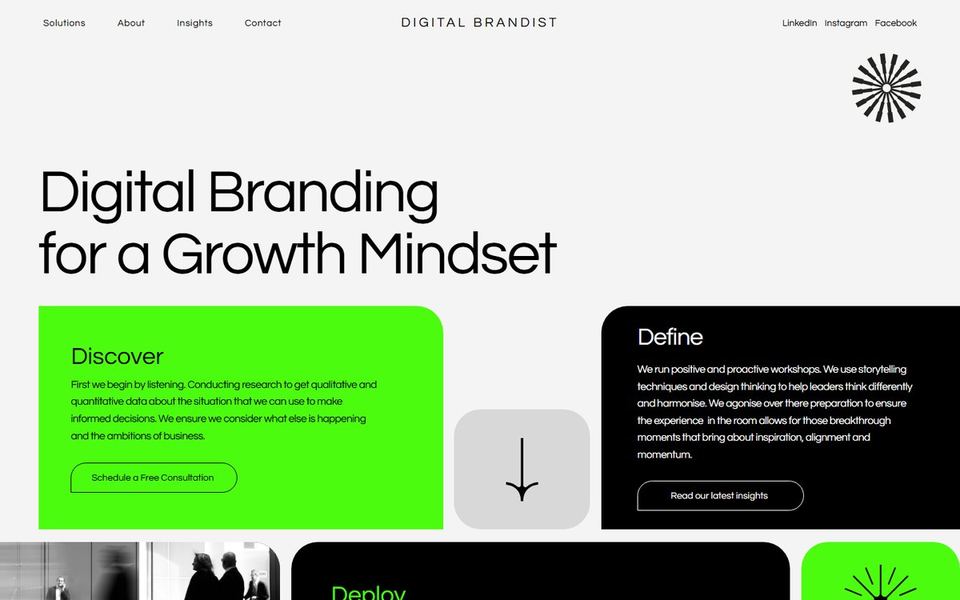 Solutions About Insights Contact DIGITAL BRANDIST LinkedIn Instagram Facebook
Digital Branding
for a Growth Mindset
Discover
First we begin by listening. Conducting research to get qualitative and
quantitative data about the situation that we can use to make
informed decisions. We ensure we consider what else is happening
and the ambitions of business.
Schedule a Free Consultation
Define
We run positive and proactive workshops. We use storytelling
techniques and design thinking to help leaders think differently
and harmonise. We agonise over there preparation to ensure
the experience in the room allows for those breakthrough
moments that bring about inspiration, alignment and
momentum.
Read our latest insights
Deploy